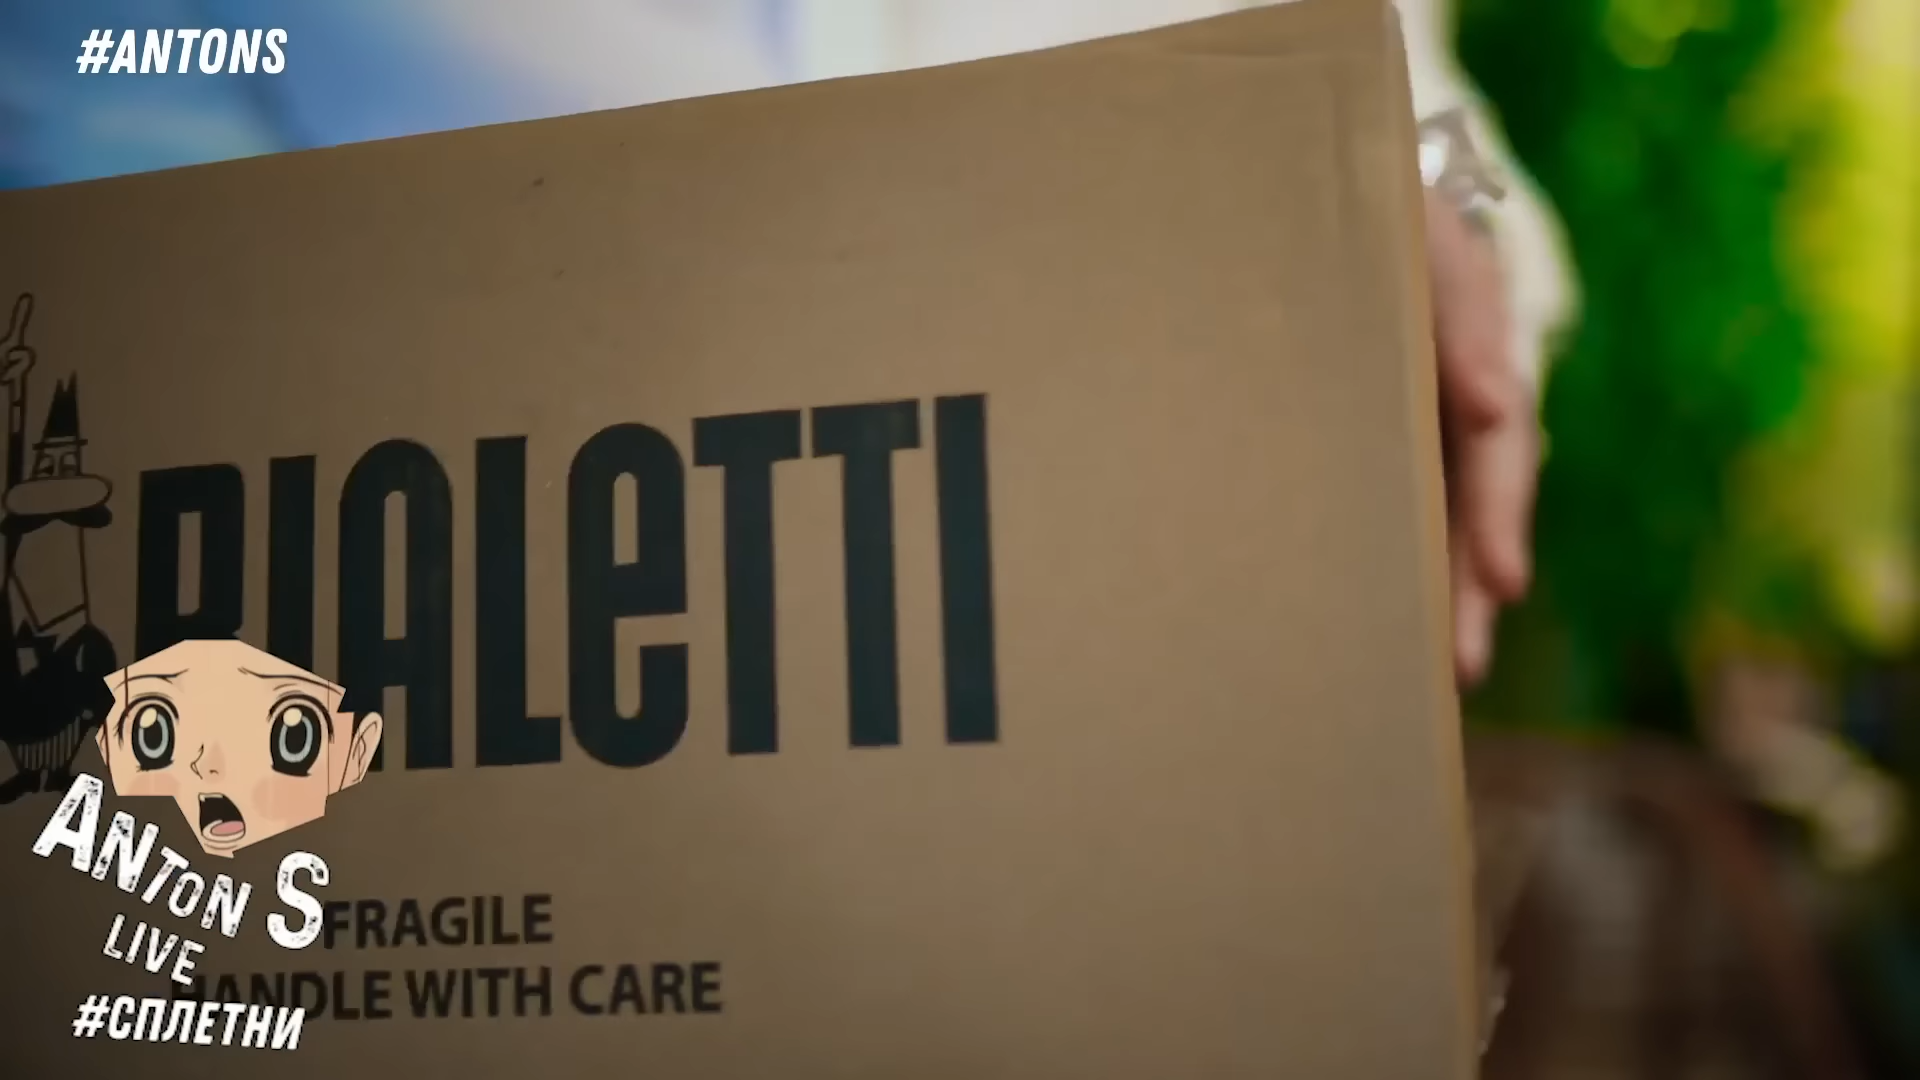 #ANTONS
BIALETTI
ANTON S
LIVE
FRAGILE
HANDLE WITH CARE
#СПЛЕТНИ